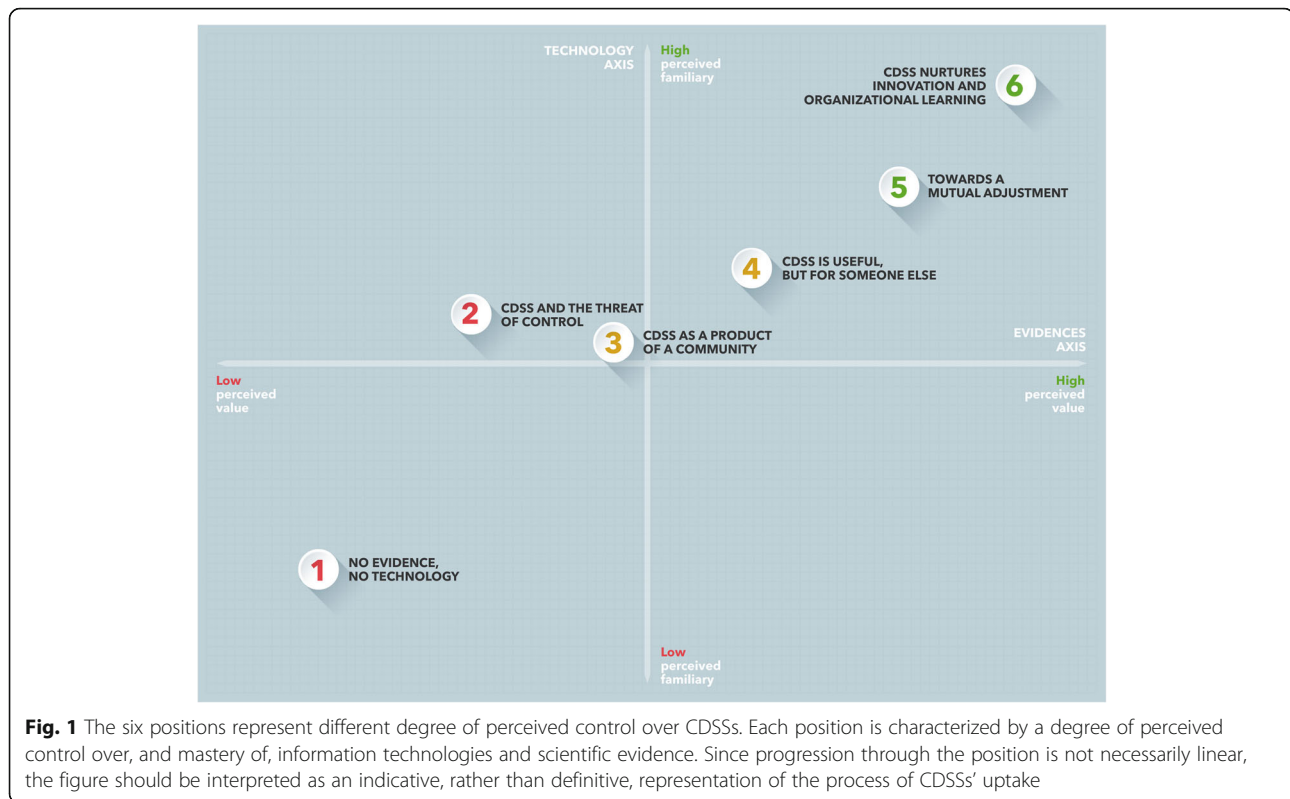 TECHNOLOGY
AXIS
High
perceived
familiary
CDSS NURTURES
INNOVATION AND
ORGANIZATIONAL LEARNING
6
5
TOWARDS A
MUTUAL ADJUSTMENT
4
CDSS IS USEFUL,
BUT FOR SOMEONE ELSE
2
CDSS AND THE THREAT
OF CONTROL
3
CDSS AS A PRODUCT
OF A COMMUNITY
EVIDENCES
AXIS
Low
perceived
value
High
perceived
value
1
NO EVIDENCE,
NO TECHNOLOGY
Low
perceived
familiary
Fig. 1 The six positions represent different degree of perceived control over CDSSs. Each position is characterized by a degree of perceived
control over, and mastery of, information technologies and scientific evidence. Since progression through the position is not necessarily linear,
the figure should be interpreted as an indicative, rather than definitive, representation of the process of CDSSs' uptake